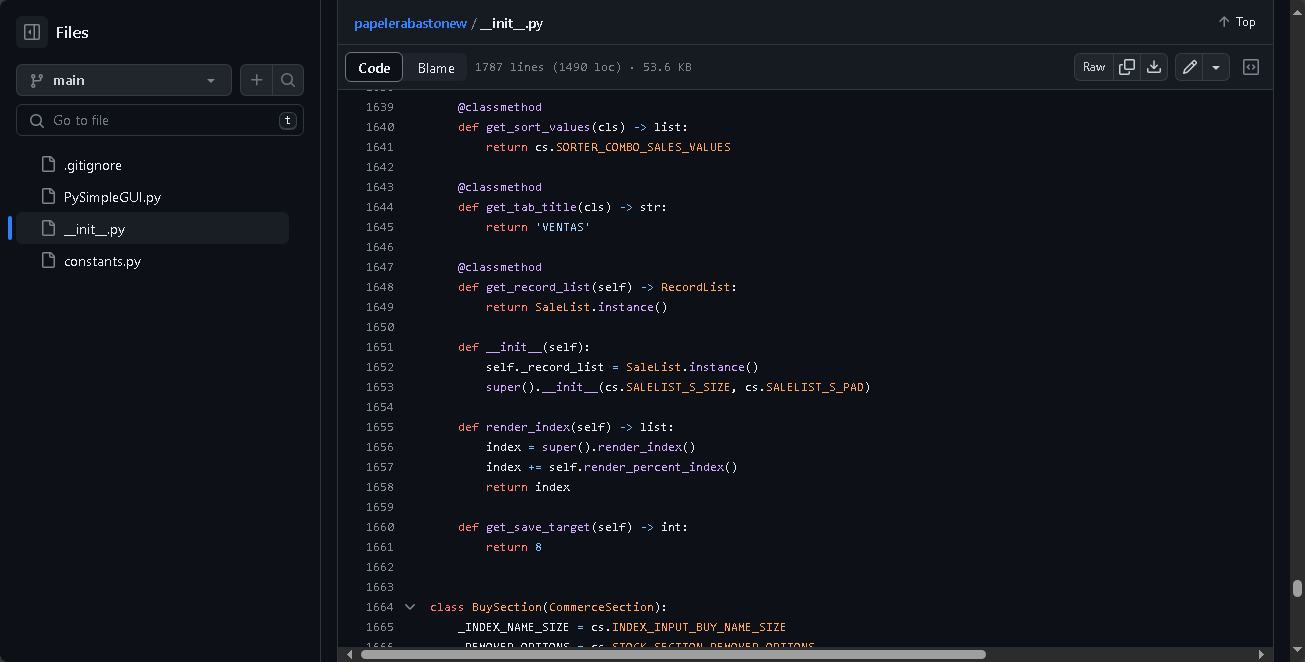 Files
main
Go to file
t
.gitignore
PySimpleGUI.py
__init__.py
constants.py
papelerabastonew / __init__.py
Top
Code
Blame
1787 lines (1490 loc) · 53.6 KB
Raw
1639 @classmethod
1640 def get_sort_values(cls) -> list:
1641 return cs.SORTER_COMBO_SALES_VALUES
1642
1643 @classmethod
1644 def get_tab_title(cls) -> str:
1645 return 'VENTAS'
1646
1647 @classmethod
1648 def get_record_list(self) -> RecordList:
1649 return SaleList.instance()
1650
1651 def __init__(self):
1652 self._record_list = SaleList.instance()
1653 super().__init__(cs.SALELIST_S_SIZE, cs.SALELIST_S_PAD)
1654
1655 def render_index(self) -> list:
1656 index = super().render_index()
1657 index += self.render_percent_index()
1658 return index
1659
1660 def get_save_target(self) -> int:
1661 return 8
1662
1663
1664 class BuySection(CommerceSection):
1665 _INDEX_NAME_SIZE = cs.INDEX_INPUT_BUY_NAME_SIZE
1666 _REMOVER_OPTIONS = cs.STOCK_SECTION_REMOVER_OPTIONS